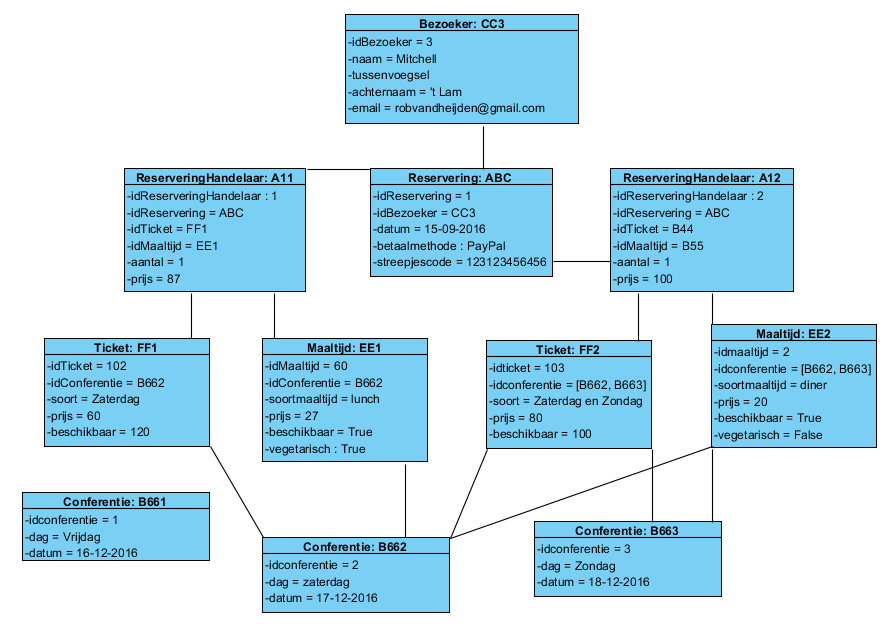 Bezoeker: CC3
-idBezoeker = 3
-naam = Mitchell
-tussenvoegsel
-achternaam = 't Lam
-email = robvandheijden@gmail.com
ReserveringHandelaar: A11
-idReserveringHandelaar : 1
-idReservering = ABC
-idTicket = FF1
-idMaaltijd = EE1
-aantal = 1
-prijs = 87
Reservering: ABC
-idReservering = 1
-idBezoeker = CC3
-datum = 15-09-2016
-betaalmethode : PayPal
-streepjescode = 123123456456
ReserveringHandelaar: A12
-idReserveringHandelaar : 2
-idReservering = ABC
-idTicket = B44
-idMaaltijd = B55
-aantal = 1
-prijs = 100
Ticket: FF1
-idTicket = 102
-idConferentie = B662
-soort = Zaterdag
-prijs = 60
-beschikbaar = 120
Maaltijd: EE1
-idMaaltijd = 60
-idConferentie = B662
-soortmaaltijd = lunch
-prijs = 27
-beschikbaar = True
-vegetarisch : True
Ticket: FF2
-idticket = 103
-idconferentie = [B662, B663]
-soort = Zaterdag en Zondag
-prijs = 80
-beschikbaar = 100
Maaltijd: EE2
-idmaaltijd = 2
-idconferentie = [B662, B663]
-soortmaaltijd = diner
-prijs = 20
-beschikbaar = True
-vegetarisch = False
Conferentie: B661
-idconferentie = 1
-dag = Vrijdag
-datum = 16-12-2016
Conferentie: B662
-idconferentie = 2
-dag = zaterdag
-datum = 17-12-2016
Conferentie: B663
-idconferentie = 3
-dag = Zondag
-datum = 18-12-2016